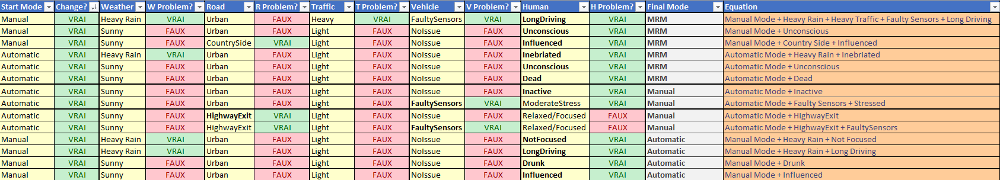 Start Mode Change? Weather W Problem? Road R Problem? Traffic T Problem? Vehicle V Problem? Human H Problem? Final Mode Equation
Manual VRAI Heavy Rain VRAI Urban FAUX Heavy VRAI FaultySensors VRAI LongDriving VRAI MRM Manual Mode + Heavy Rain + Heavy Traffic + Faulty Sensors + Long Driving
Manual VRAI Sunny FAUX Urban FAUX Light FAUX NoIssue FAUX Unconscious VRAI MRM Manual Mode + Unconscious
Manual VRAI Sunny FAUX CountrySide VRAI Light FAUX NoIssue FAUX Influenced VRAI MRM Manual Mode + Country Side + Influenced
Automatic VRAI Heavy Rain VRAI Urban FAUX Light FAUX NoIssue FAUX Inebriated VRAI MRM Automatic Mode + Heavy Rain + Inebriated
Automatic VRAI Sunny FAUX Urban FAUX Light FAUX NoIssue FAUX Unconscious VRAI MRM Automatic Mode + Unconscious
Automatic VRAI Sunny FAUX Urban FAUX Light FAUX NoIssue FAUX Dead VRAI MRM Automatic Mode + Dead
Automatic VRAI Sunny FAUX Urban FAUX Light FAUX NoIssue FAUX Inactive VRAI Manual Automatic Mode + Inactive
Automatic VRAI Sunny FAUX Urban FAUX Light FAUX FaultySensors VRAI ModerateStress VRAI Manual Automatic Mode + Faulty Sensors + Stressed
Automatic VRAI Sunny FAUX HighwayExit VRAI Light FAUX NoIssue FAUX Relaxed/Focused FAUX Manual Automatic Mode + HighwayExit
Automatic VRAI Sunny FAUX HighwayExit VRAI Light FAUX FaultySensors VRAI Relaxed/Focused FAUX Manual Automatic Mode + HighwayExit + FaultySensors
Manual VRAI Heavy Rain VRAI Urban FAUX Light FAUX NoIssue FAUX NotFocused VRAI Automatic Manual Mode + Heavy Rain + Not Focused
Manual VRAI Heavy Rain VRAI Urban FAUX Light FAUX NoIssue FAUX LongDriving VRAI Automatic Manual Mode + Heavy Rain + Long Driving
Manual VRAI Sunny FAUX Urban FAUX Light FAUX NoIssue FAUX Drunk VRAI Automatic Manual Mode + Drunk
Manual VRAI Sunny FAUX Urban FAUX Light FAUX NoIssue FAUX Influenced VRAI Automatic Manual Mode + Influenced